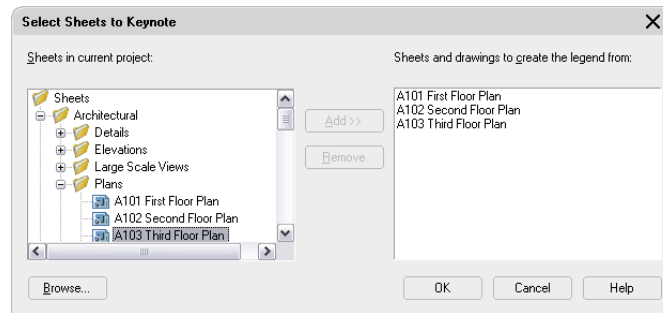 Select Sheets to Keynote
Sheets in current project:
Sheets
Architectural
Details
Elevations
Large Scale Views
Plans
A101 First Floor Plan
A102 Second Floor Plan
A103 Third Floor Plan
Browse...
Add >>
Remove
Sheets and drawings to create the legend from:
A101 First Floor Plan
A102 Second Floor Plan
A103 Third Floor Plan
OK
Cancel
Help